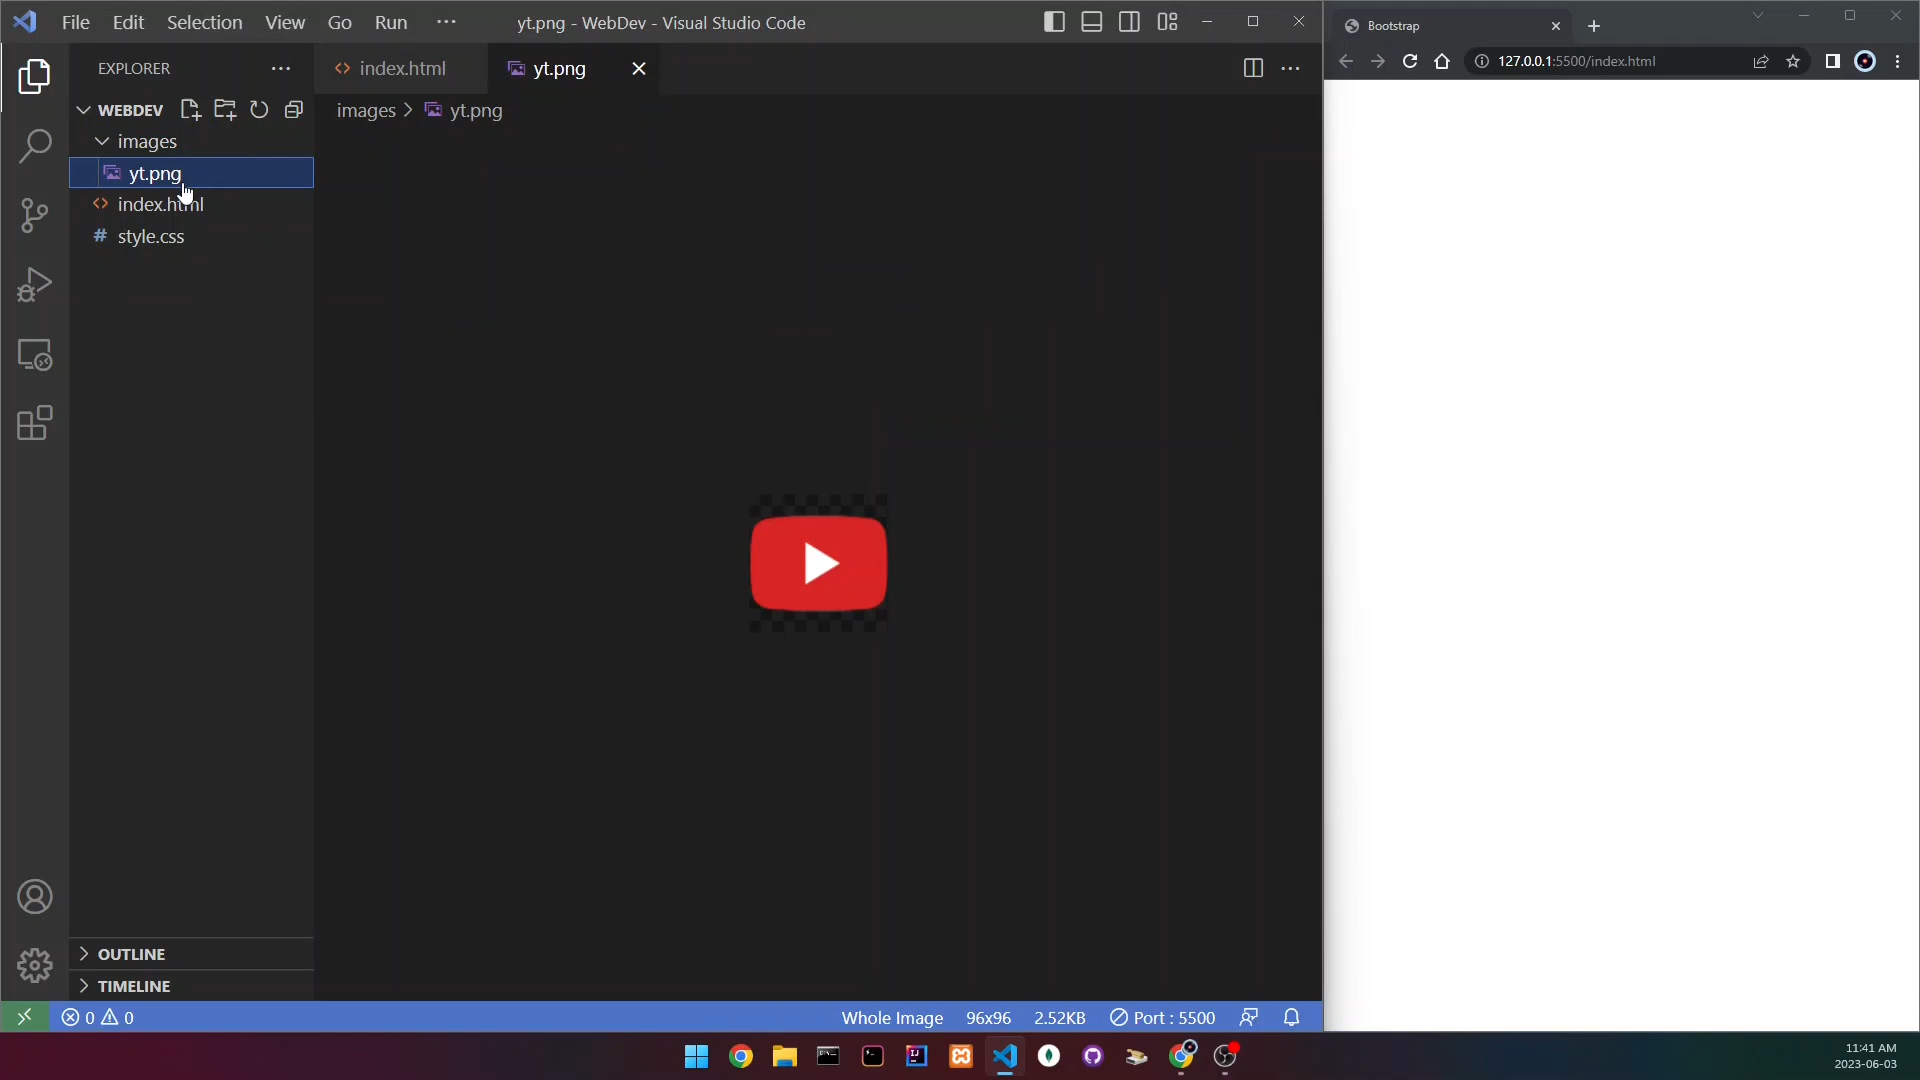 File Edit Selection View Go Run ···
yt.png - WebDev - Visual Studio Code
EXPLORER
WEBDEV
images
yt.png
index.html
style.css
OUTLINE
TIMELINE
index.html
yt.png
images > yt.png
0 0
Whole Image 96x96 2.52KB Port : 5500
Bootstrap
127.0.0.1:5500/index.html
11:41 AM
2023-06-03